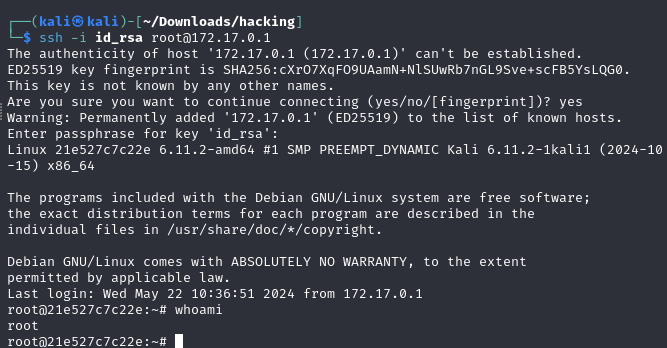 ┌──(kali㉿kali)-[~/Downloads/hacking]
└─$ ssh -i id_rsa root@172.17.0.1
The authenticity of host '172.17.0.1 (172.17.0.1)' can't be established.
ED25519 key fingerprint is SHA256:cXrO7XqFO9UAamN+NlSUwRb7nGL9Sve+scFB5YsLQG0.
This key is not known by any other names.
Are you sure you want to continue connecting (yes/no/[fingerprint])? yes
Warning: Permanently added '172.17.0.1' (ED25519) to the list of known hosts.
Enter passphrase for key 'id_rsa':
Linux 21e527c7c22e 6.11.2-amd64 #1 SMP PREEMPT_DYNAMIC Kali 6.11.2-1kali1 (2024-10
-15) x86_64
The programs included with the Debian GNU/Linux system are free software;
the exact distribution terms for each program are described in the
individual files in /usr/share/doc/*/copyright.
Debian GNU/Linux comes with ABSOLUTELY NO WARRANTY, to the extent
permitted by applicable law.
Last login: Wed May 22 10:36:51 2024 from 172.17.0.1
root@21e527c7c22e:~# whoami
root
root@21e527c7c22e:~#